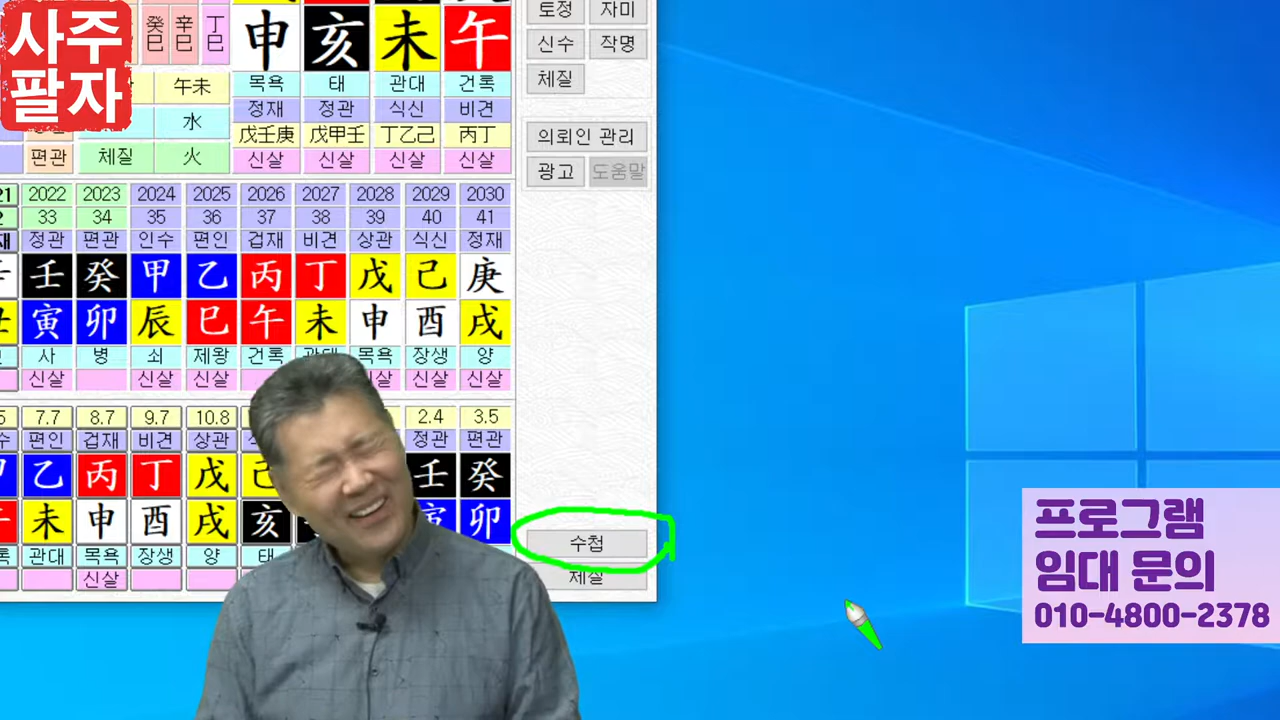 사주
팔자
癸 辛 丁 申 亥 未 午
巳 巳 巳
午未 목욕 태 관대 건록
정재 정관 식신 비견
水 戊壬庚 戊甲壬 丁乙己 丙丁
편관 체질 火 신살 신살 신살 신살
2022 2023 2024 2025 2026 2027 2028 2029 2030
33 34 35 36 37 38 39 40 41
정관 편관 인수 편인 겁재 비견 상관 식신 정재
壬 癸 甲 乙 丙 丁 戊 己 庚
寅 卯 辰 巳 午 未 申 酉 戌
사 병 쇠 제왕 건록 관대 목욕 장생 양
신살 신살 신살 신살 신살 신살
7.7 8.7 9.7 10.8 2.4 3.5
편인 겁재 비견 상관 정관 편관
乙 丙 丁 戊 己 壬 癸
未 申 酉 戌 亥 寅 卯
관대 목욕 장생 양 태
신살
토정 자미
신수 작명
체질
의뢰인 관리
광고 도움말
수첩
프로그램
임대 문의
010-4800-2378